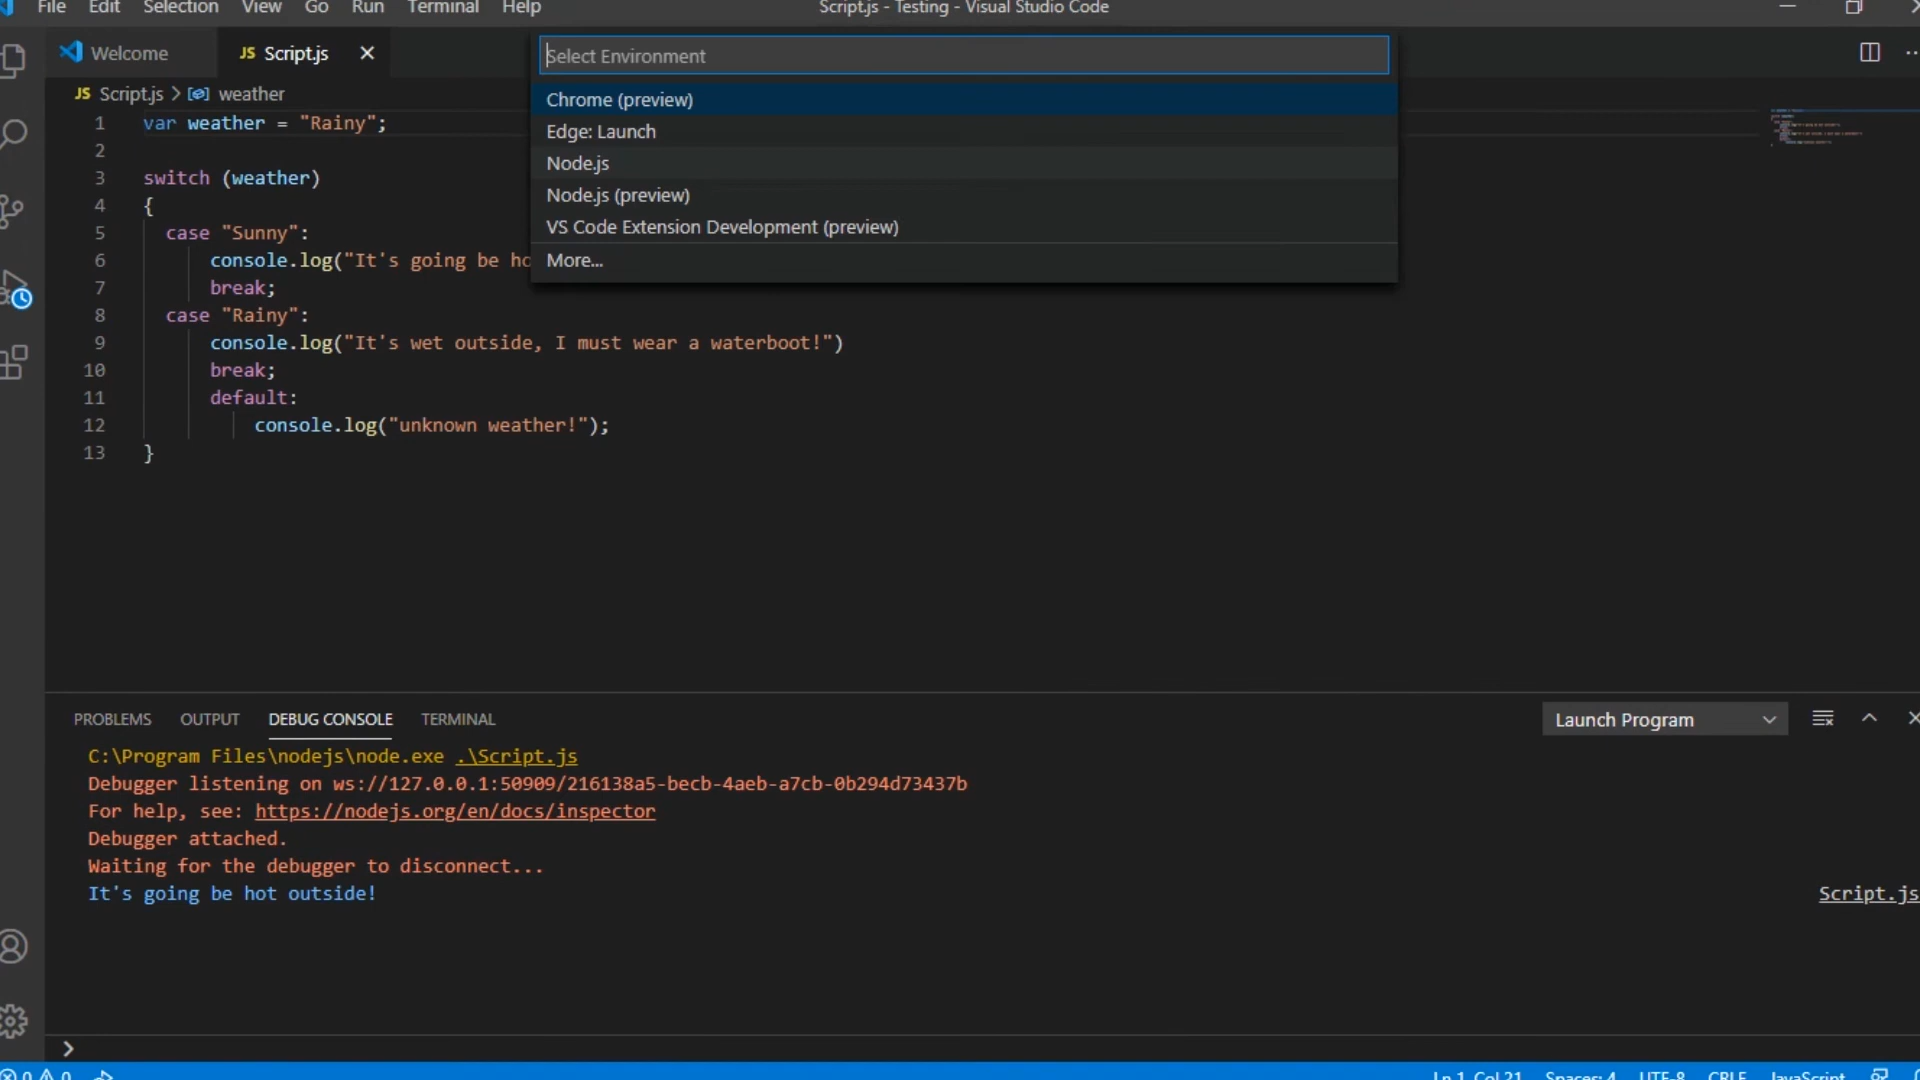 File Edit Selection View Go Run Terminal Help Script.js - Testing - Visual Studio Code
Welcome JS Script.js
Select Environment
Chrome (preview)
Edge: Launch
Node.js
Node.js (preview)
VS Code Extension Development (preview)
More...
JS Script.js > weather
1 var weather = "Rainy";
2
3 switch (weather)
4 {
5 case "Sunny":
6 console.log("It's going be ho
7 break;
8 case "Rainy":
9 console.log("It's wet outside, I must wear a waterboot!")
10 break;
11 default:
12 console.log("unknown weather!");
13 }
PROBLEMS OUTPUT DEBUG CONSOLE TERMINAL Launch Program
C:\Program Files\nodejs\node.exe .\Script.js
Debugger listening on ws://127.0.0.1:50909/216138a5-becb-4aeb-a7cb-0b294d73437b
For help, see: https://nodejs.org/en/docs/inspector
Debugger attached.
Waiting for the debugger to disconnect...
It's going be hot outside! Script.js
0 0 Ln 1, Col 21 Spaces: 4 UTF-8 CRLF JavaScript